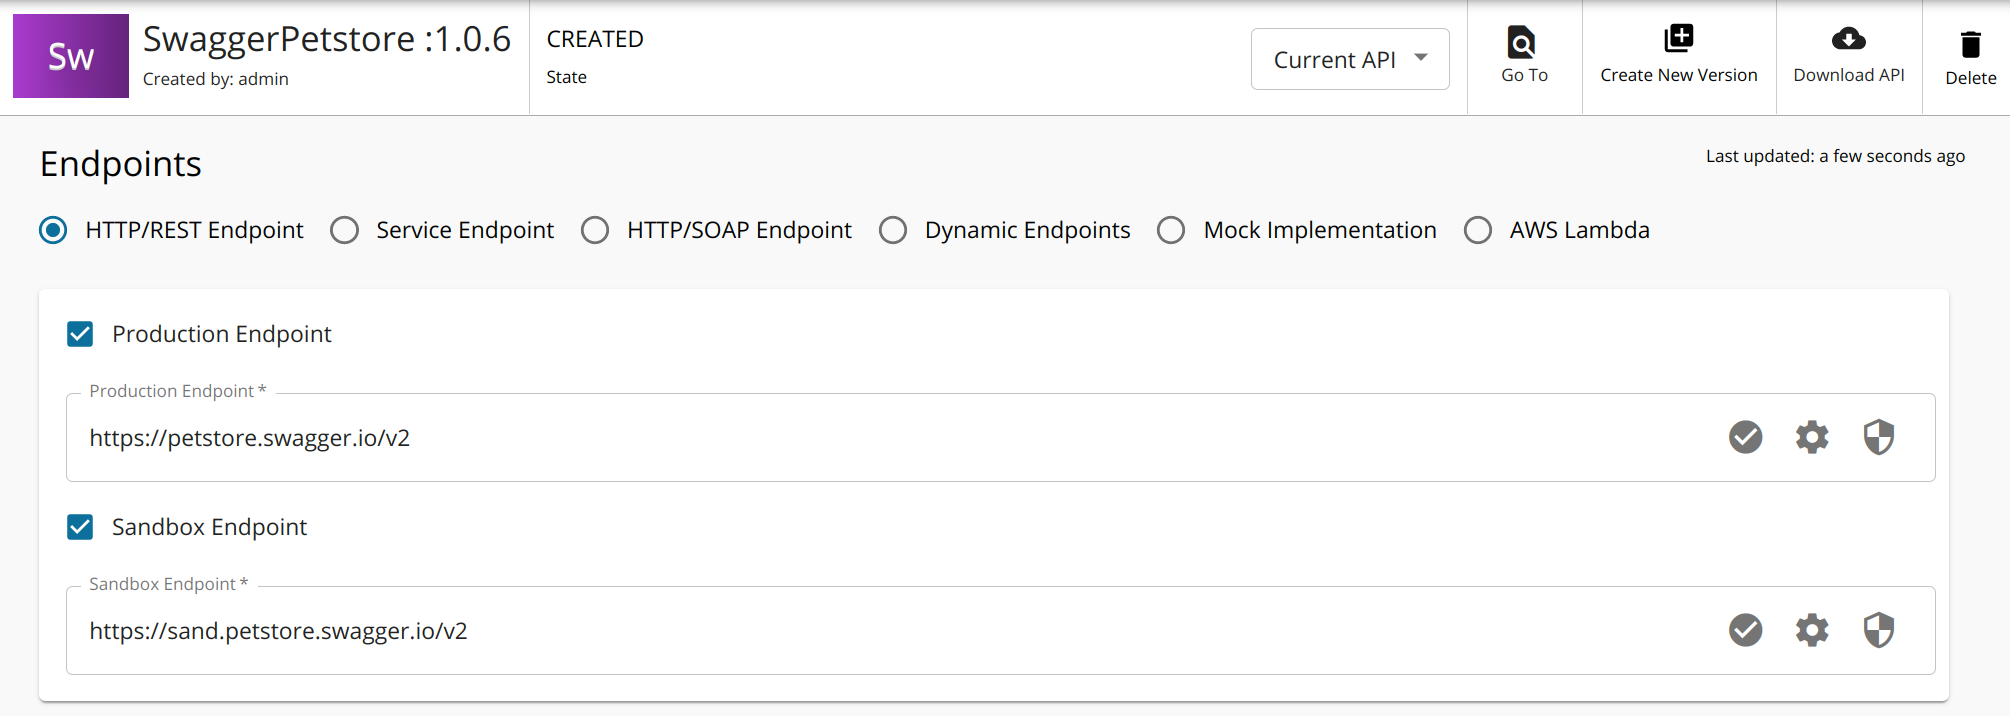 Sw
SwaggerPetstore :1.0.6
Created by: admin
CREATED
State
Current API
Go To
Create New Version
Download API
Delete
Endpoints
Last updated: a few seconds ago
HTTP/REST Endpoint Service Endpoint HTTP/SOAP Endpoint Dynamic Endpoints Mock Implementation AWS Lambda
Production Endpoint
Production Endpoint *
https://petstore.swagger.io/v2
Sandbox Endpoint
Sandbox Endpoint *
https://sand.petstore.swagger.io/v2